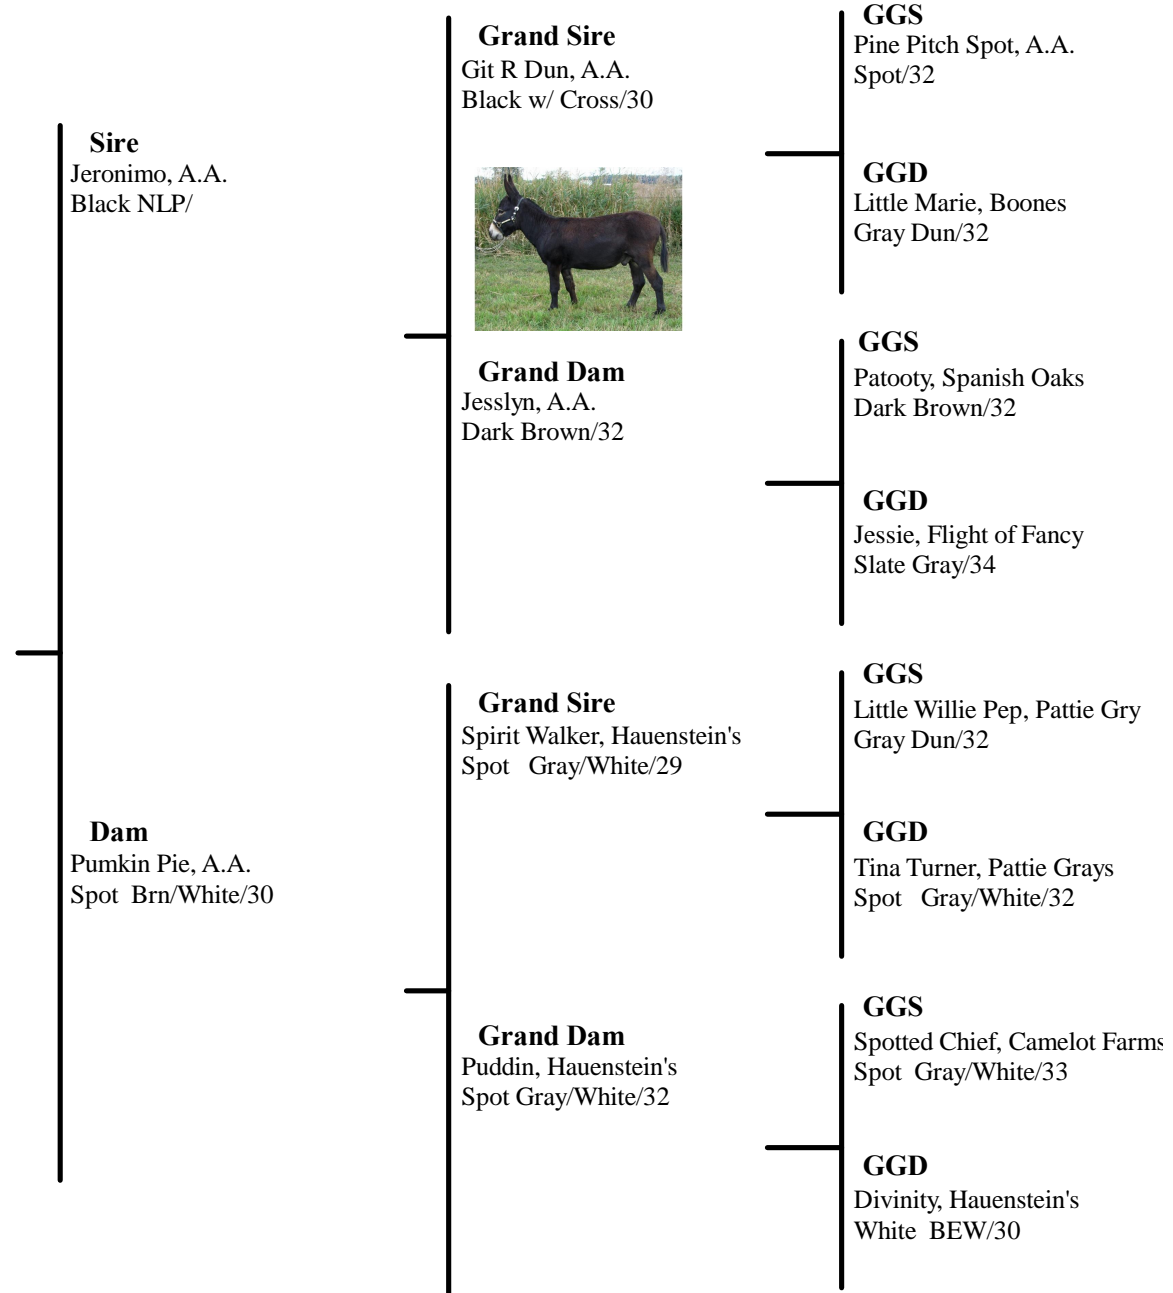 Sire
Jeronimo, A.A.
Black NLP/
Dam
Pumkin Pie, A.A.
Spot  Brn/White/30
Grand Sire
Git R Dun, A.A.
Black w/ Cross/30
Grand Dam
Jesslyn, A.A.
Dark Brown/32
Grand Sire
Spirit Walker, Hauenstein's
Spot   Gray/White/29
Grand Dam
Puddin, Hauenstein's
Spot Gray/White/32
GGS
Pine Pitch Spot, A.A.
Spot/32
GGD
Little Marie, Boones
Gray Dun/32
GGS
Patooty, Spanish Oaks
Dark Brown/32
GGD
Jessie, Flight of Fancy
Slate Gray/34
GGS
Little Willie Pep, Pattie Gry
Gray Dun/32
GGD
Tina Turner, Pattie Grays
Spot   Gray/White/32
GGS
Spotted Chief, Camelot Farms
Spot  Gray/White/33
GGD
Divinity, Hauenstein's
White  BEW/30